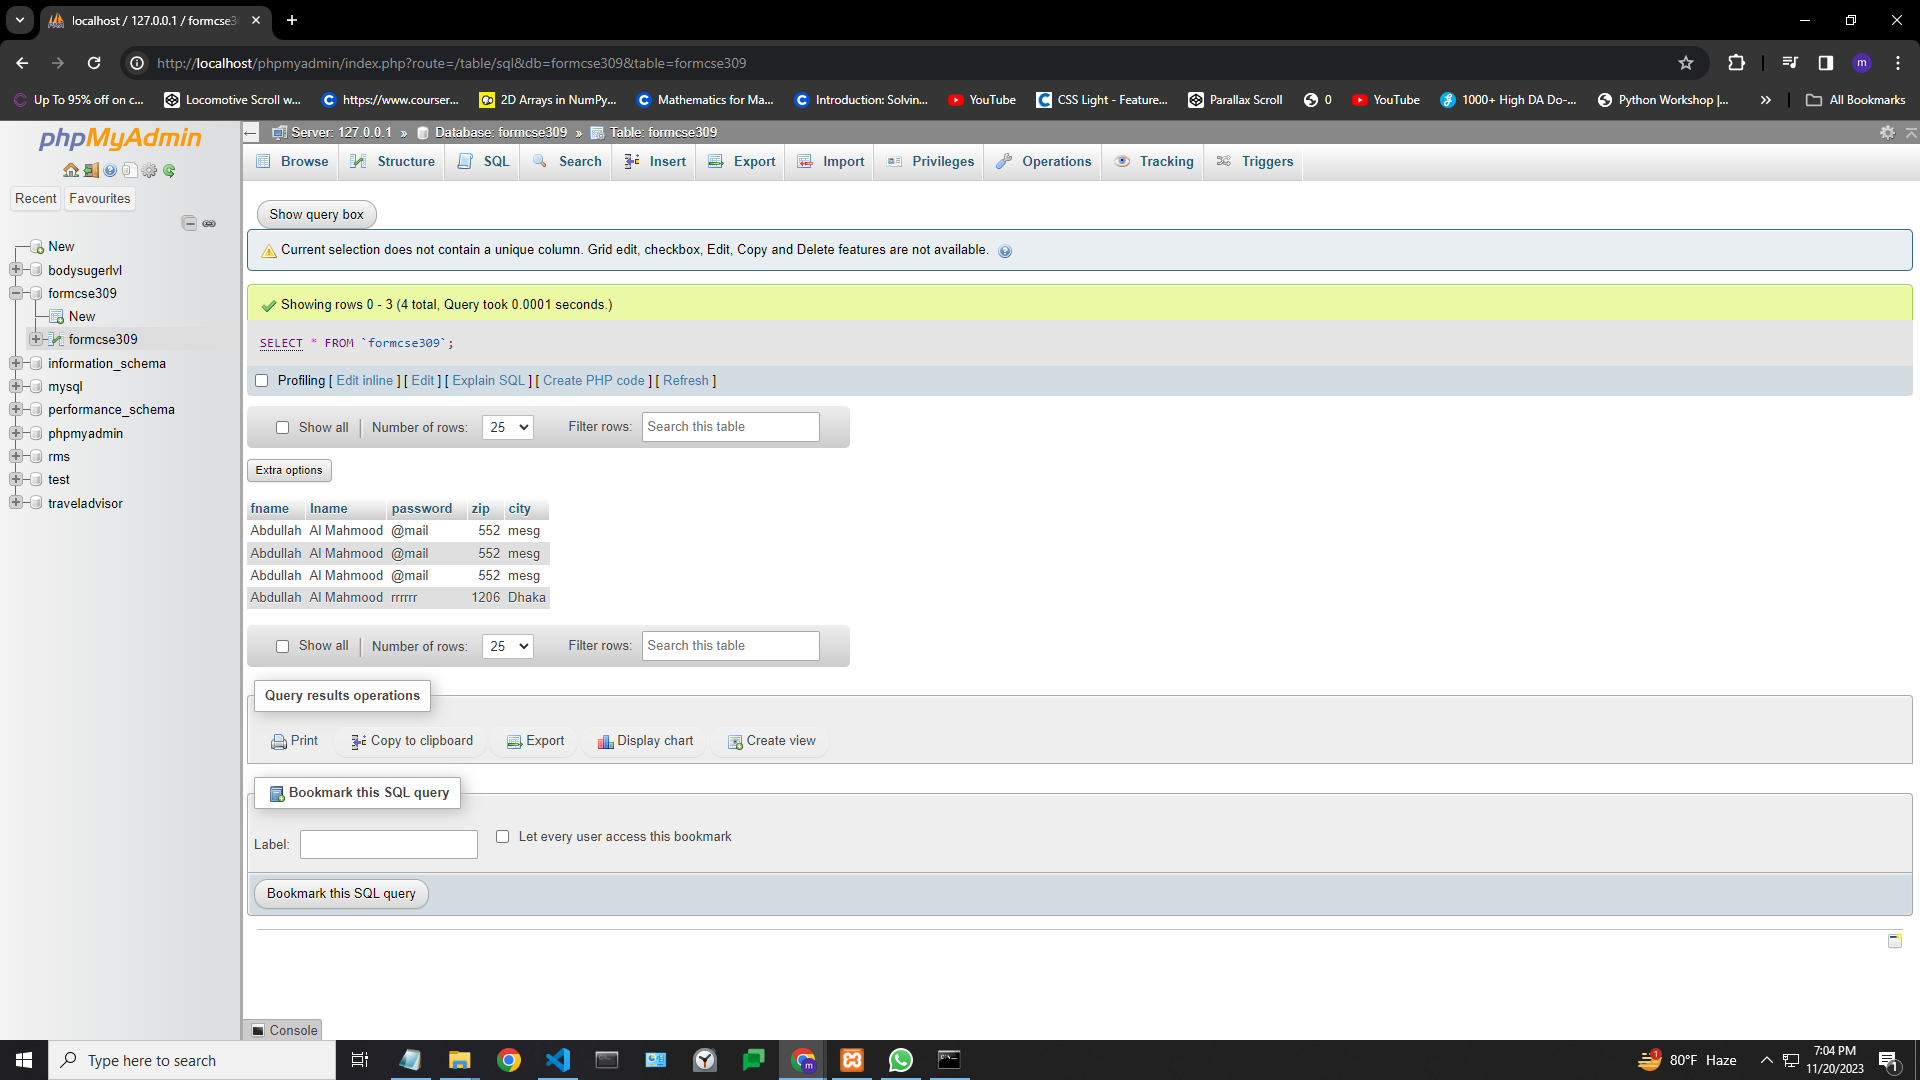 localhost / 127.0.0.1 / formcse3
http://localhost/phpmyadmin/index.php?route=/table/sql&db=formcse309&table=formcse309
m
Up To 95% off on c...
Locomotive Scroll w...
https://www.courser...
2D Arrays in NumPy...
Mathematics for Ma...
Introduction: Solvin...
YouTube
CSS Light - Feature...
Parallax Scroll
0
YouTube
1000+ High DA Do-...
Python Workshop |...
All Bookmarks
phpMyAdmin
Recent
Favourites
New
bodysugerlvl
formcse309
New
formcse309
information_schema
mysql
performance_schema
phpmyadmin
rms
test
traveladvisor
Server: 127.0.0.1 » Database: formcse309 » Table: formcse309
Browse Structure SQL Search Insert Export Import Privileges Operations Tracking Triggers
Show query box
Current selection does not contain a unique column. Grid edit, checkbox, Edit, Copy and Delete features are not available.
Showing rows 0 - 3 (4 total, Query took 0.0001 seconds.)
SELECT * FROM `formcse309`;
Profiling [ Edit inline ] [ Edit ] [ Explain SQL ] [ Create PHP code ] [ Refresh ]
Show all Number of rows: 25 Filter rows: Search this table
Extra options
fname lname password zip city
Abdullah Al Mahmood @mail 552 mesg
Abdullah Al Mahmood @mail 552 mesg
Abdullah Al Mahmood @mail 552 mesg
Abdullah Al Mahmood rrrrrr 1206 Dhaka
Show all Number of rows: 25 Filter rows: Search this table
Query results operations
Print Copy to clipboard Export Display chart Create view
Bookmark this SQL query
Label: Let every user access this bookmark
Bookmark this SQL query
Console
Type here to search
m
1
80°F Haze
7:04 PM
11/20/2023
1